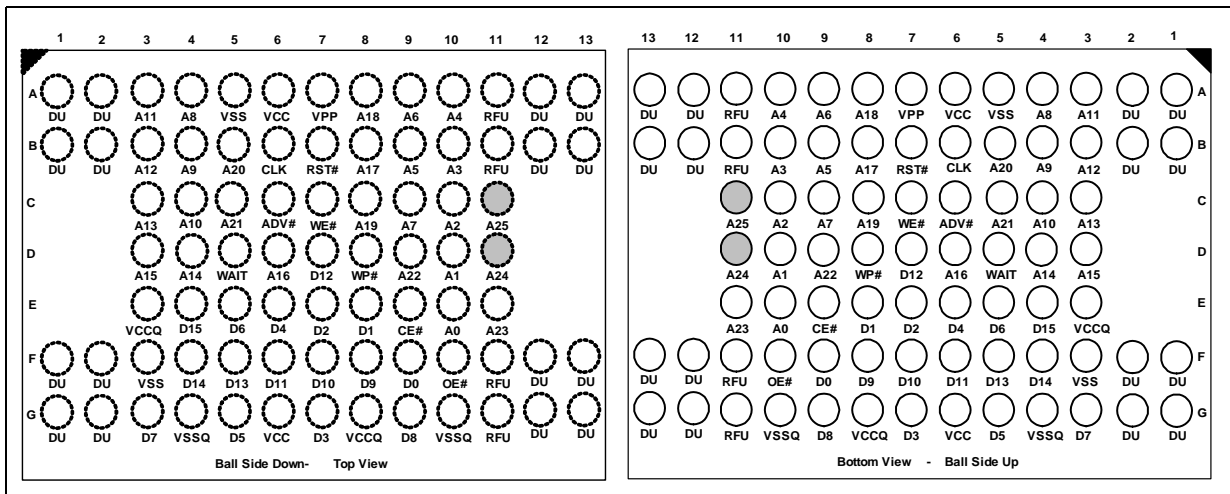 1 2 3 4 5 6 7 8 9 10 11 12 13
A
DU DU A11 A8 VSS VCC VPP A18 A6 A4 RFU DU DU
B
DU DU A12 A9 A20 CLK RST# A17 A5 A3 RFU DU DU
C
A13 A10 A21 ADV# WE# A19 A7 A2 A25
D
A15 A14 WAIT A16 D12 WP# A22 A1 A24
E
VCCQ D15 D6 D4 D2 D1 CE# A0 A23
F
DU DU VSS D14 D13 D11 D10 D9 D0 OE# RFU DU DU
G
DU DU D7 VSSQ D5 VCC D3 VCCQ D8 VSSQ RFU DU DU
Ball Side Down- Top View
13 12 11 10 9 8 7 6 5 4 3 2 1
A
DU DU RFU A4 A6 A18 VPP VCC VSS A8 A11 DU DU
B
DU DU RFU A3 A5 A17 RST# CLK A20 A9 A12 DU DU
C
A25 A2 A7 A19 WE# ADV# A21 A10 A13
D
A24 A1 A22 WP# D12 A16 WAIT A14 A15
E
A23 A0 CE# D1 D2 D4 D6 D15 VCCQ
F
DU DU RFU OE# D0 D9 D10 D11 D13 D14 VSS DU DU
G
DU DU RFU VSSQ D8 VCCQ D3 VCC D5 VSSQ D7 DU DU
Bottom View - Ball Side Up